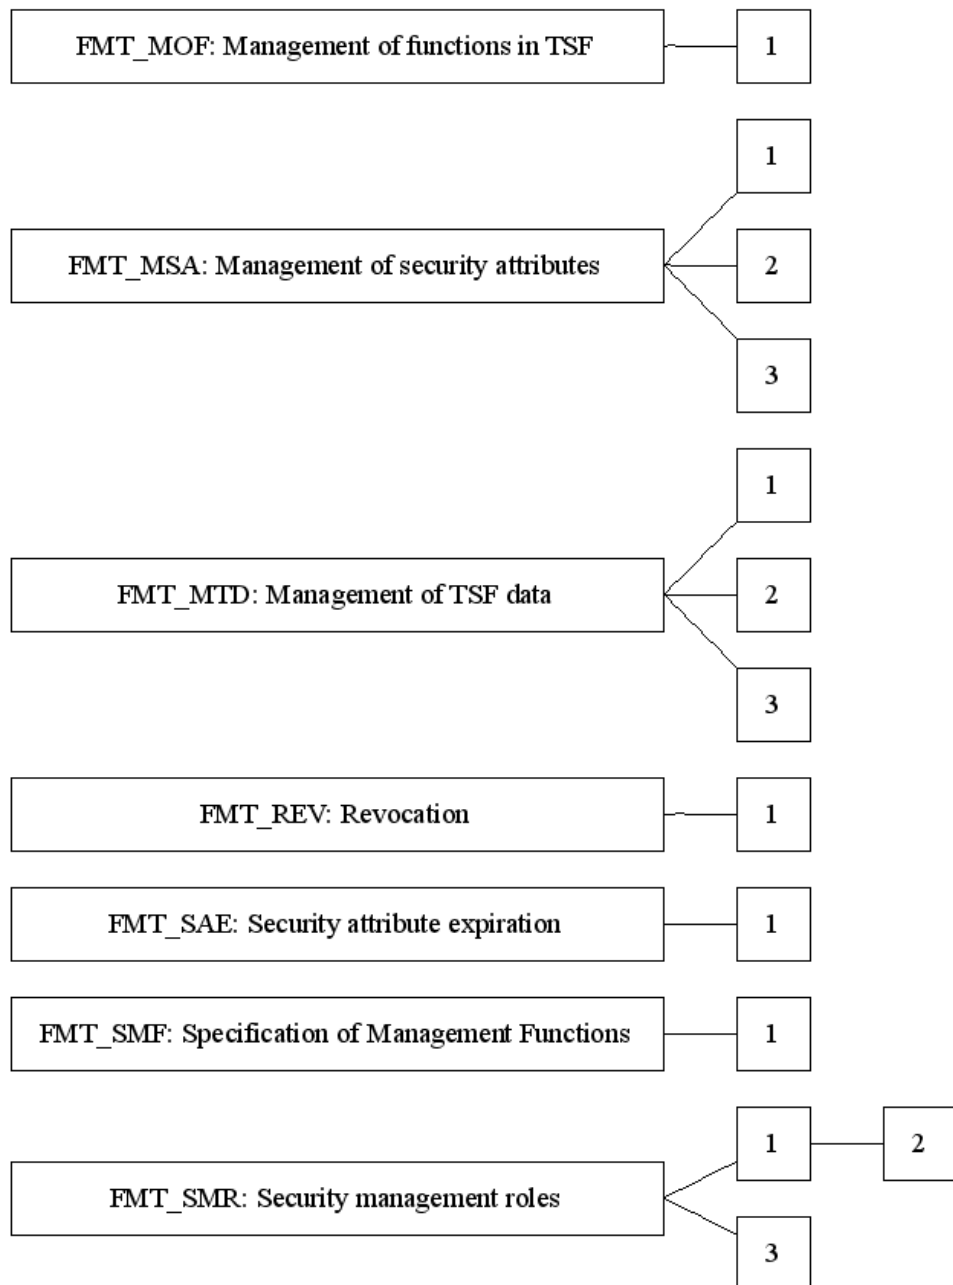 FMT_MOF: Management of functions in TSF
1
1
FMT_MSA: Management of security attributes
2
3
1
FMT_MTD: Management of TSF data
2
3
FMT_REV: Revocation
1
FMT_SAE: Security attribute expiration
1
FMT_SMF: Specification of Management Functions
1
1
2
FMT_SMR: Security management roles
3